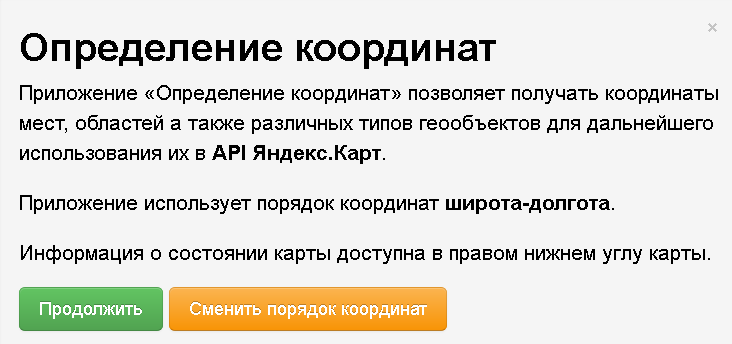 ×
Определение координат
Приложение «Определение координат» позволяет получать координаты
мест, областей а также различных типов геообъектов для дальнейшего
использования их в API Яндекс.Карт.
Приложение использует порядок координат широта-долгота.
Информация о состоянии карты доступна в правом нижнем углу карты.
Продолжить Сменить порядок координат